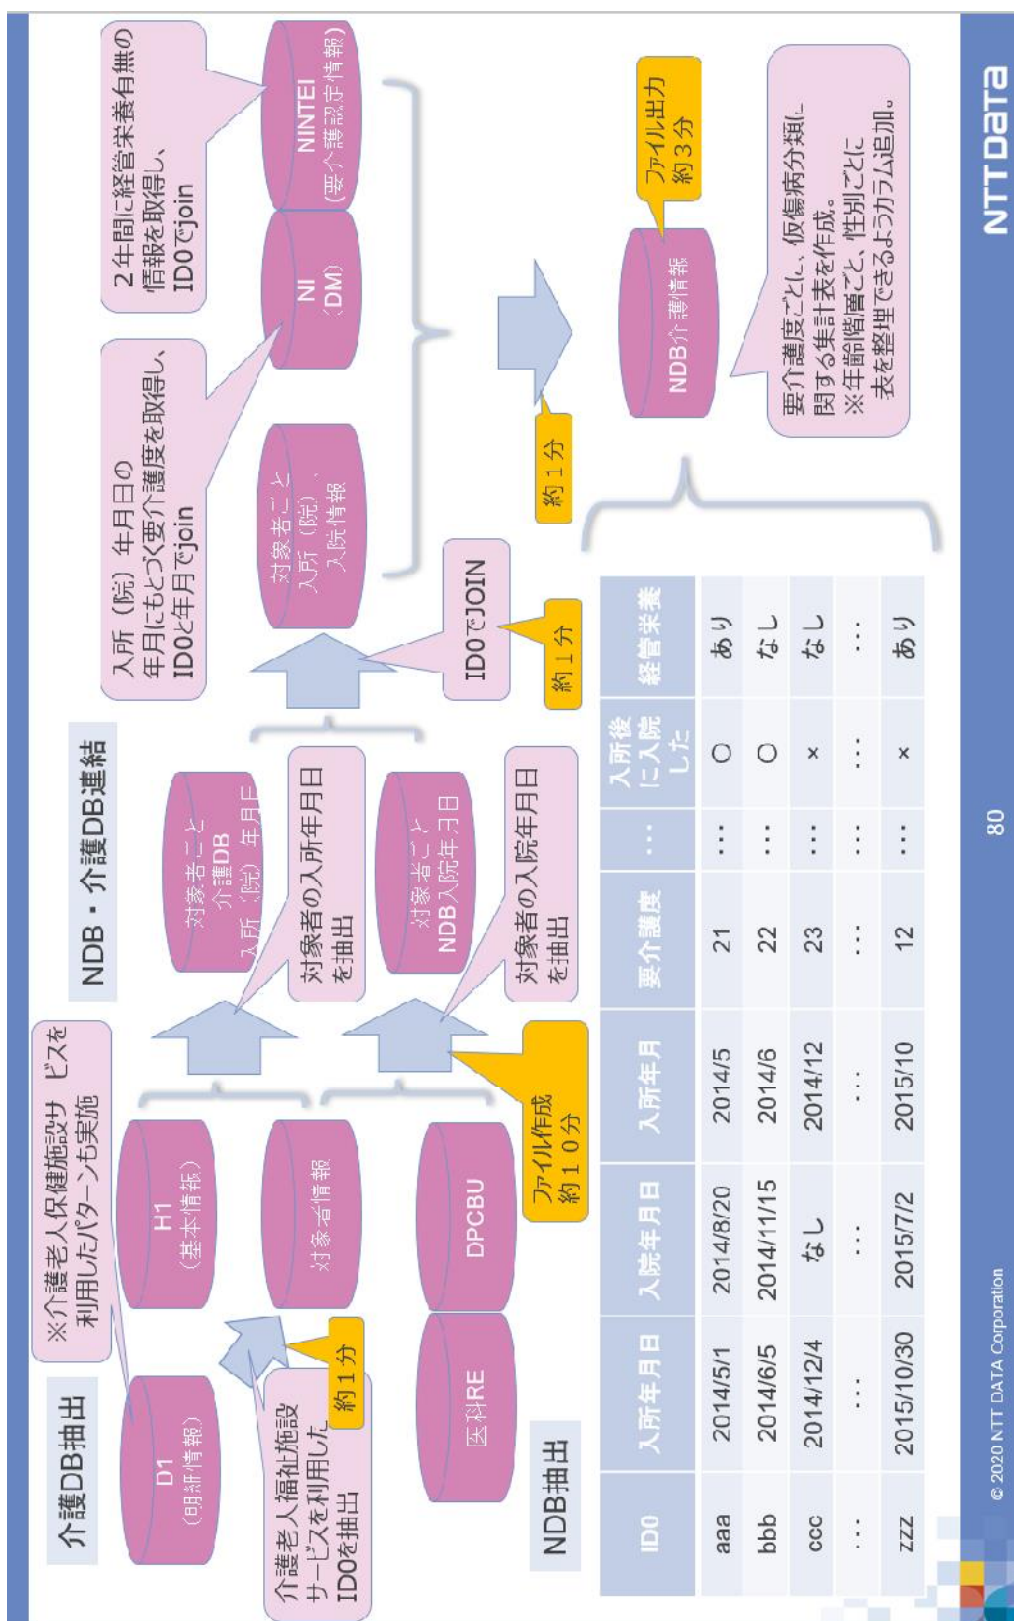 介護DB抽出
※介護老人保健施設サービスを
利用したパターンも実施
D1
(明細情報)
H1
(基本情報)
介護老人福祉施設
サービスを利用した
ID0を抽出
約1分
対象者情報
医科RE
DPCBU
NDB抽出
ファイル作成
約10分
NDB・介護DB連結
対象者ごと
介護DB
入所（院）年月日
対象者の入所年月日
を抽出
対象者ごと
NDB入院年月日
対象者の入院年月日
を抽出
ID0でJOIN
約1分
対象者ごと
入所（院）、
入院情報
入所（院）年月日の
年月にもとづく要介護度を取得し、
ID0と年月でjoin
NI
(DM)
2年間に経管栄養有無の
情報を取得し、
ID0でjoin
NINTEI
(要介護認定情報)
約1分
NDB介護情報
ファイル出力
約3分
要介護度ごとに、仮傷病分類に
関する集計表を作成。
※年齢階層ごと、性別ごとに
表を整理できるようカラム追加。
ID0 入所年月日 入院年月日 入所年月 要介護度 ... 入所後に入院した 経管栄養
aaa 2014/5/1 2014/8/20 2014/5 21 ... ○ あり
bbb 2014/6/5 2014/11/15 2014/6 22 ... ○ なし
ccc 2014/12/4 なし 2014/12 23 ... × なし
... ... ... ... ... ... ... ...
zzz 2015/10/30 2015/7/2 2015/10 12 ... × あり
© 2020 NTT DATA Corporation
80
NTT DATA